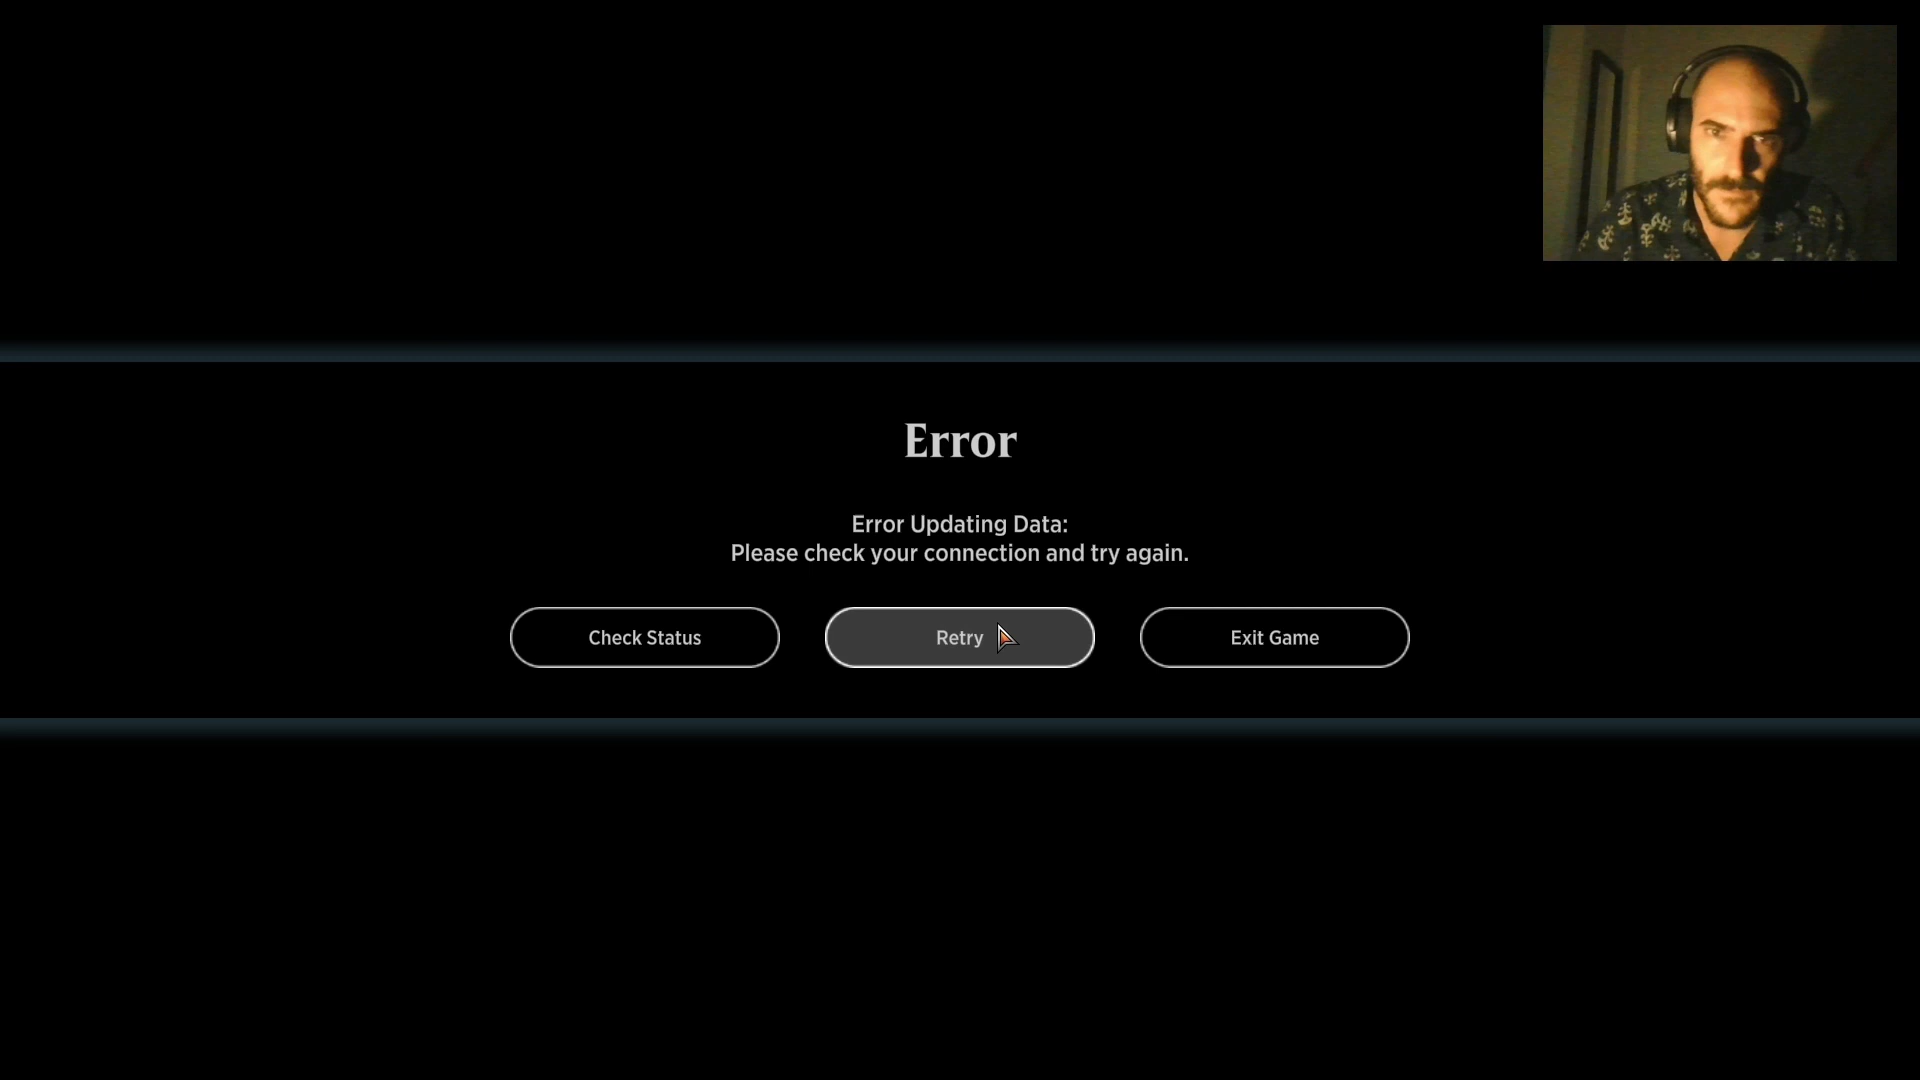 Error
Error Updating Data:
Please check your connection and try again.
Check Status
Retry
Exit Game